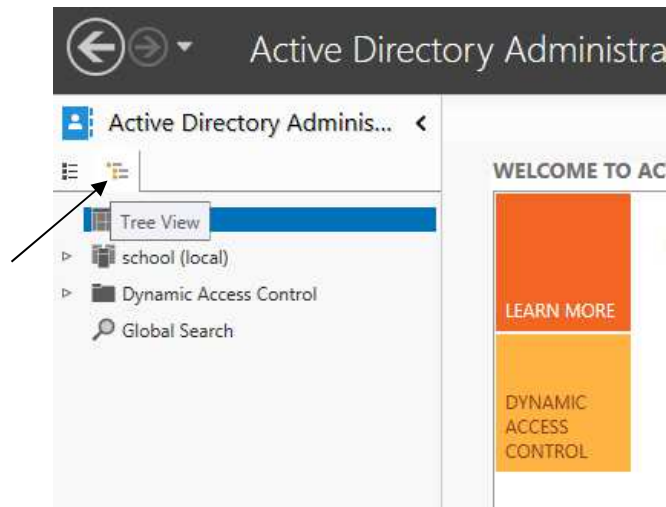 Active Directory Administra
Active Directory Adminis...
WELCOME TO AC
Tree View
school (local)
Dynamic Access Control
Global Search
LEARN MORE
DYNAMIC
ACCESS
CONTROL